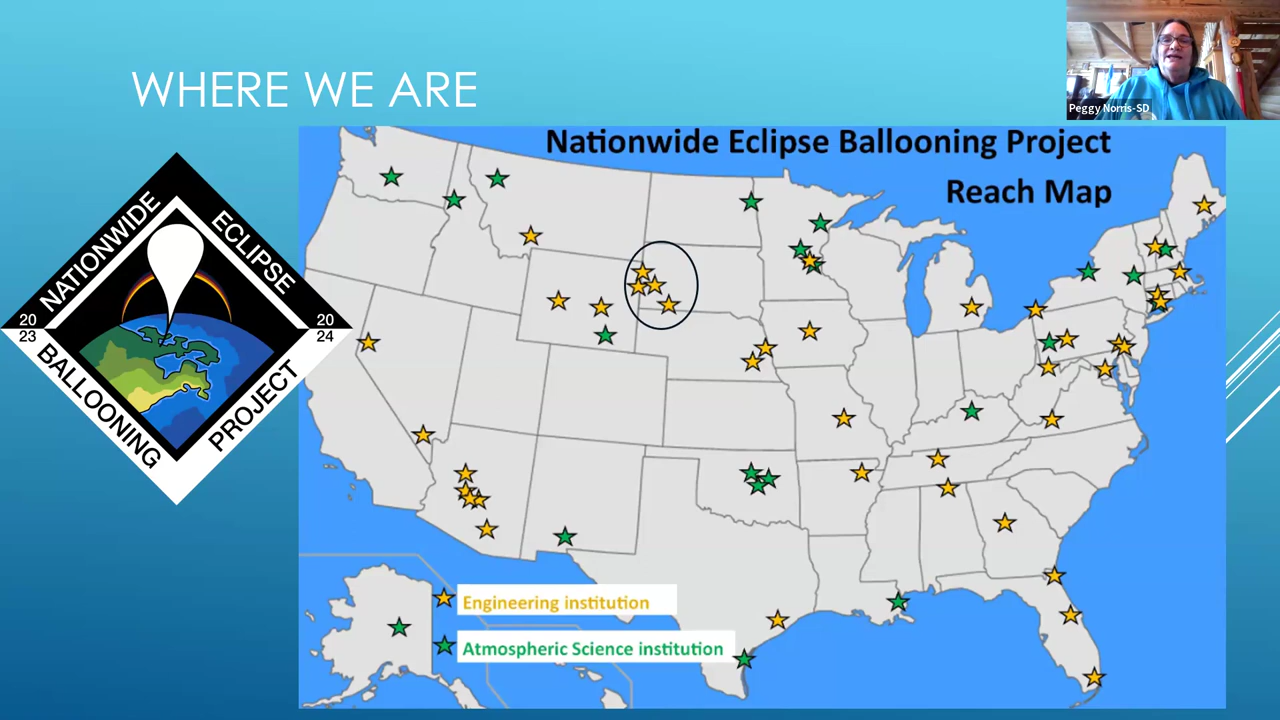 WHERE WE ARE
Peggy Norris-SD
Nationwide Eclipse Ballooning Project
Reach Map
NATIONWIDE
ECLIPSE
20
23
20
24
BALLOONING
PROJECT
Engineering institution
Atmospheric Science institution